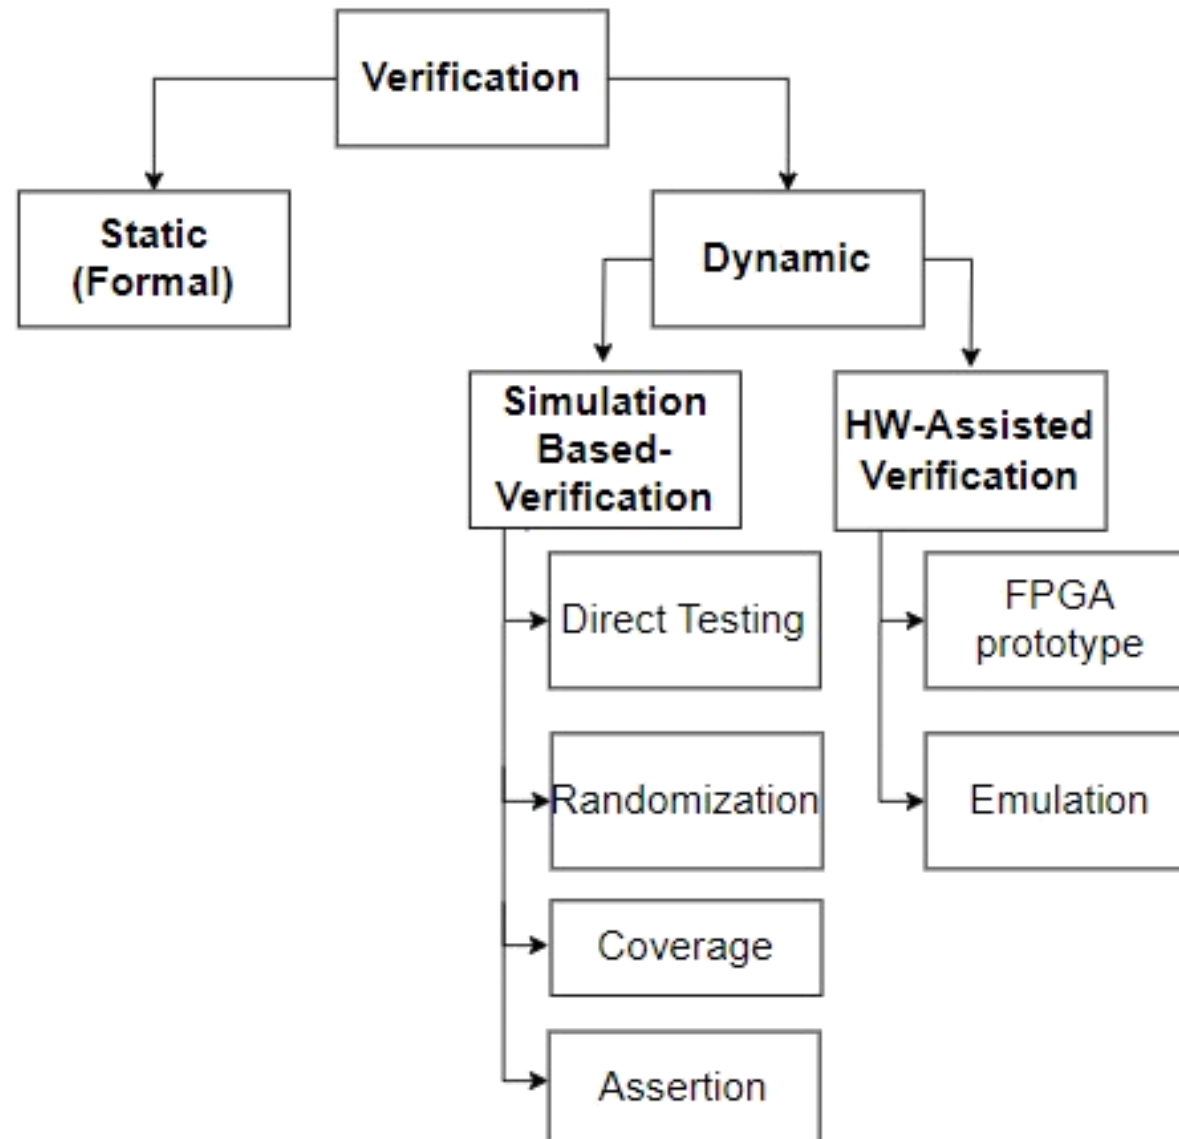 Verification
Static
(Formal)
Dynamic
Simulation
Based-
Verification
HW-Assisted
Verification
Direct Testing
FPGA
prototype
Randomization
Emulation
Coverage
Assertion